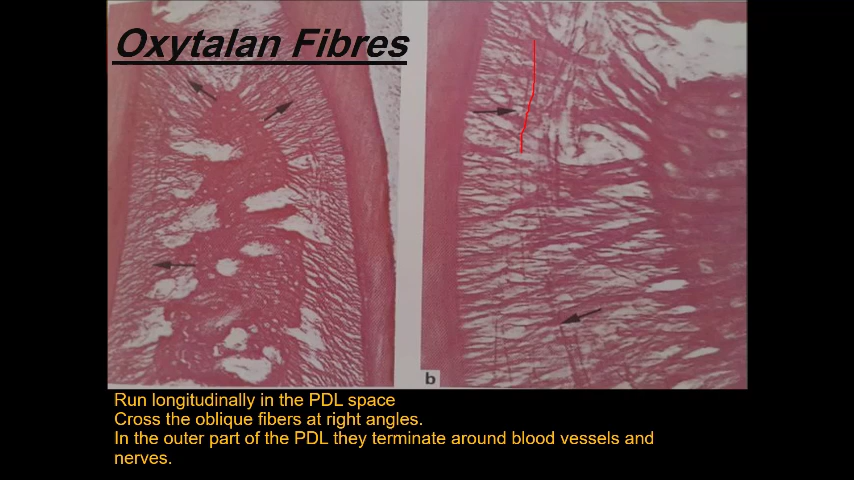 Oxytalan Fibres
b
Run longitudinally in the PDL space
Cross the oblique fibers at right angles.
In the outer part of the PDL they terminate around blood vessels and
nerves.